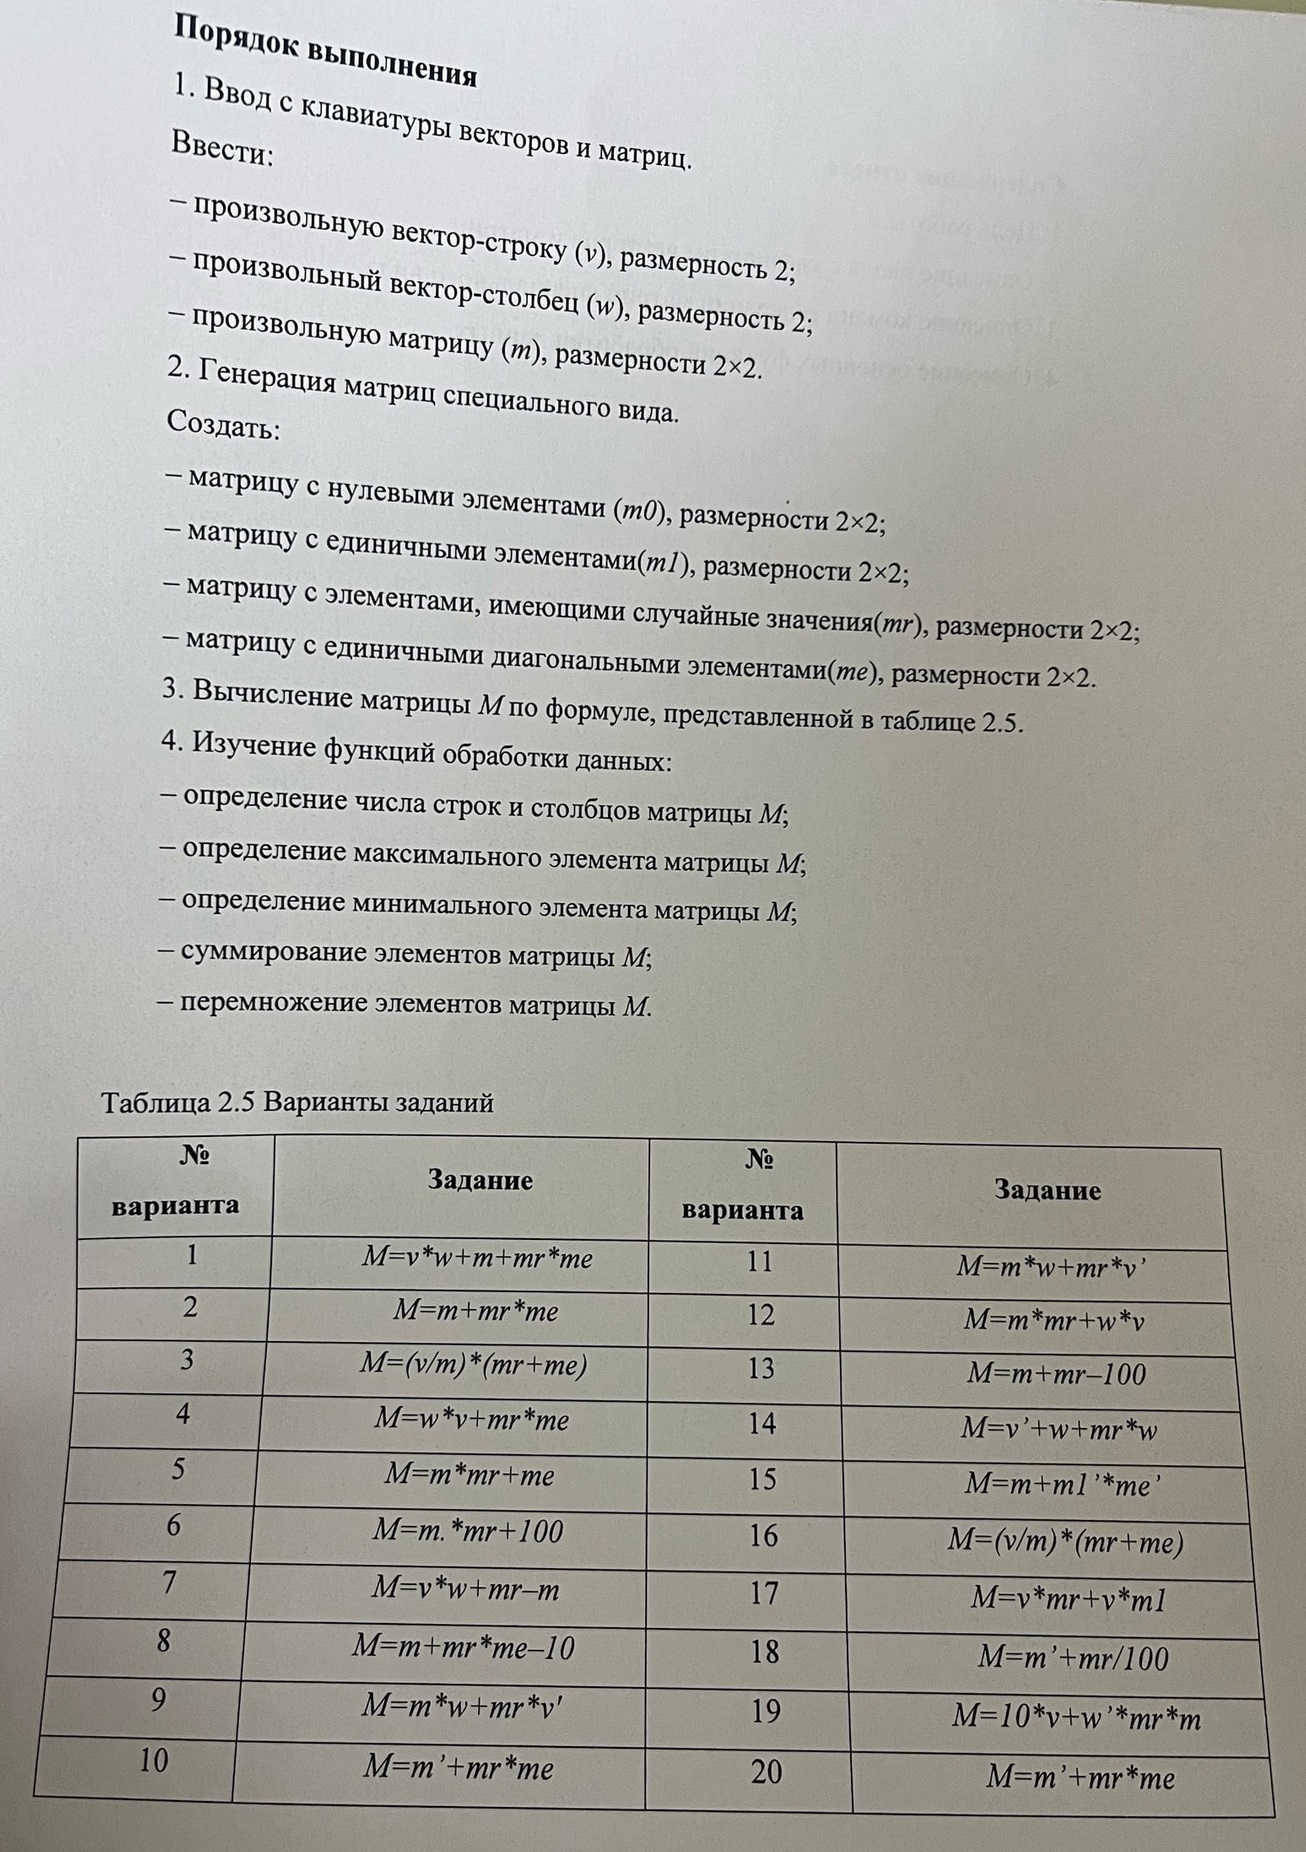 Порядок выполнения
1. Ввод с клавиатуры векторов и матриц.
Ввести:
– произвольную вектор-строку (v), размерность 2;
– произвольный вектор-столбец (w), размерность 2;
– произвольную матрицу (m), размерности 2×2.
2. Генерация матриц специального вида.
Создать:
– матрицу с нулевыми элементами (m0), размерности 2×2;
– матрицу с единичными элементами(m1), размерности 2×2;
– матрицу с элементами, имеющими случайные значения(mr), размерности 2×2;
– матрицу с единичными диагональными элементами(me), размерности 2×2.
3. Вычисление матрицы M по формуле, представленной в таблице 2.5.
4. Изучение функций обработки данных:
– определение числа строк и столбцов матрицы M;
– определение максимального элемента матрицы M;
– определение минимального элемента матрицы M;
– суммирование элементов матрицы M;
– перемножение элементов матрицы M.
Таблица 2.5 Варианты заданий
№ варианта Задание № варианта Задание
1 M=v*w+m+mr*me 11 M=m*w+mr*v’
2 M=m+mr*me 12 M=m*mr+w*v
3 M=(v/m)*(mr+me) 13 M=m+mr–100
4 M=w*v+mr*me 14 M=v’+w+mr*w
5 M=m*mr+me 15 M=m+m1’*me’
6 M=m.*mr+100 16 M=(v/m)*(mr+me)
7 M=v*w+mr–m 17 M=v*mr+v*m1
8 M=m+mr*me–10 18 M=m’+mr/100
9 M=m*w+mr*v' 19 M=10*v+w’*mr*m
10 M=m’+mr*me 20 M=m’+mr*me